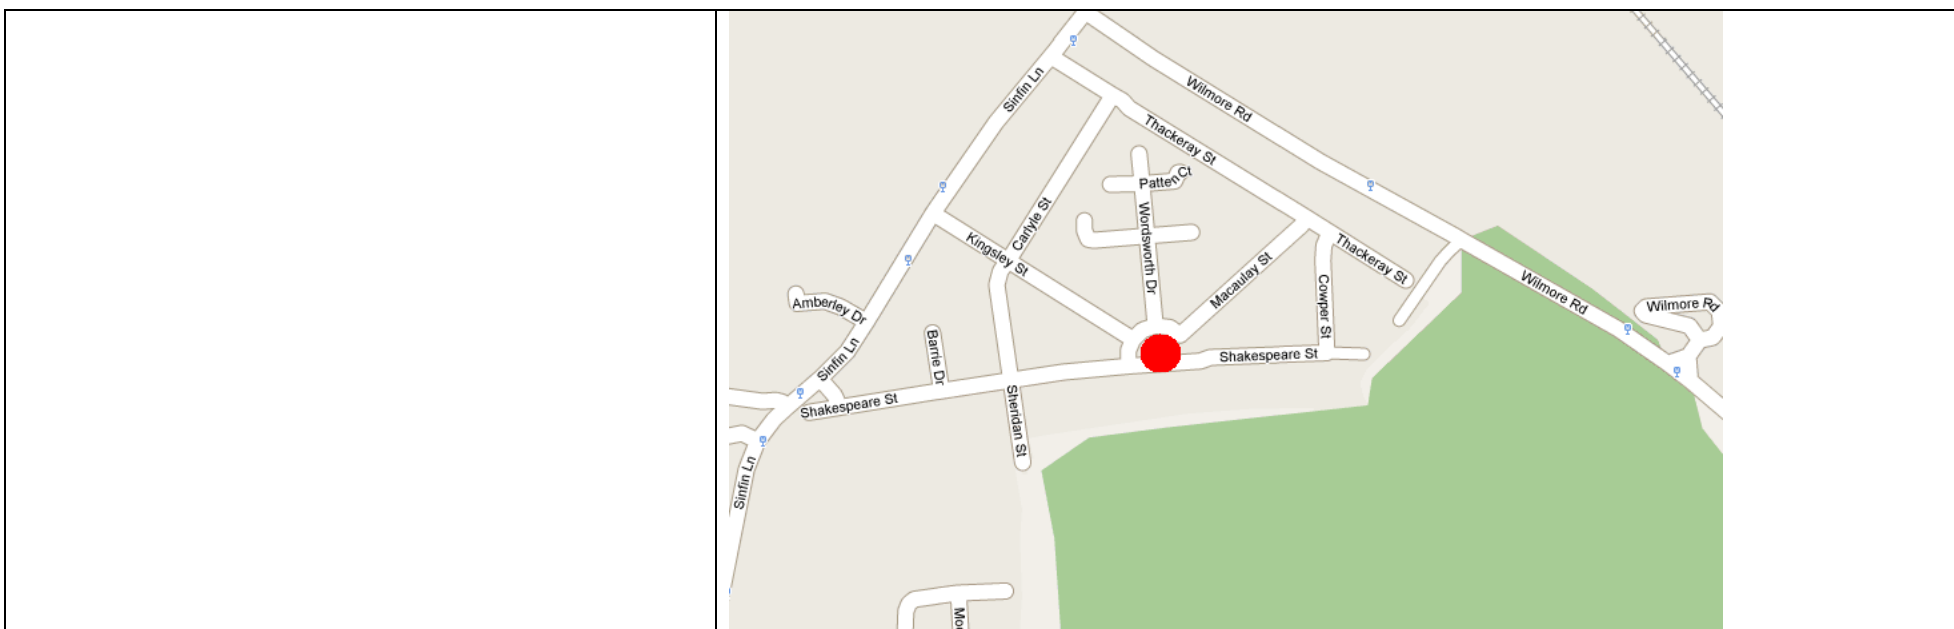 Sinfin Ln
Wilmore Rd
Thackeray St
Patten Ct
Carlyle St
Wordsworth Dr
Kingsley St
Macaulay St
Thackeray St
Cowper St
Wilmore Rd
Wilmore Rd
Amberley Dr
Sinfin Ln
Barrie Dr
Shakespeare St
Shakespeare St
Sheridan St
Sinfin Ln